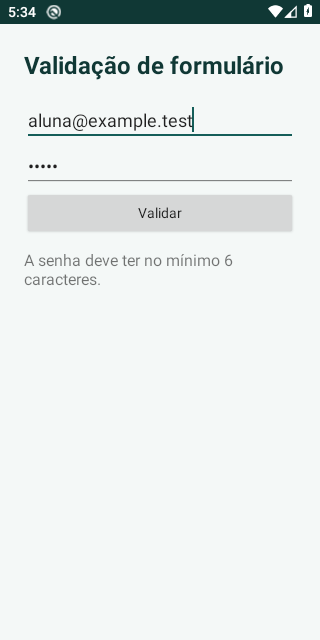 5:34
Validação de formulário
aluna@example.test
•••••
Validar
A senha deve ter no mínimo 6
caracteres.